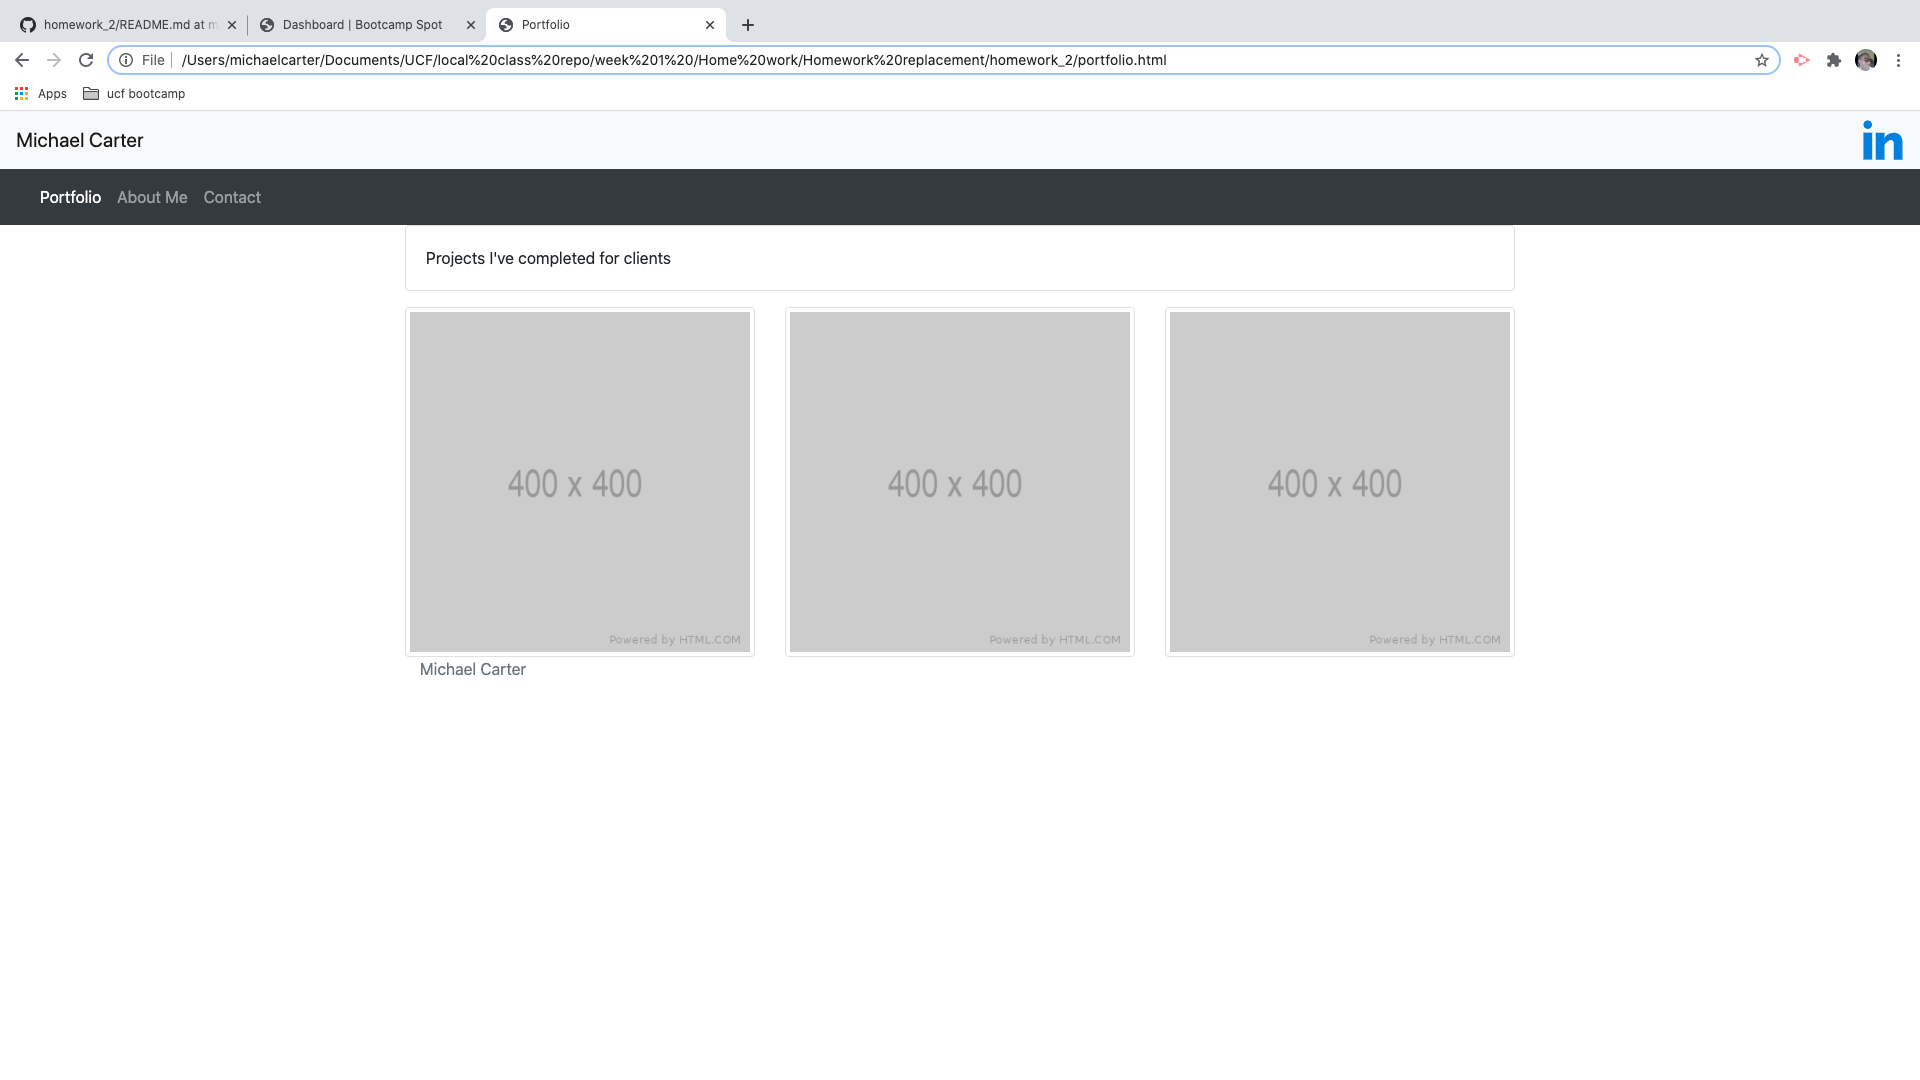 homework_2/README.md at m
Dashboard | Bootcamp Spot
Portfolio
File /Users/michaelcarter/Documents/UCF/local%20class%20repo/week%201%20/Home%20work/Homework%20replacement/homework_2/portfolio.html
Apps ucf bootcamp
Michael Carter
in
Portfolio About Me Contact
Projects I've completed for clients
400 x 400 400 x 400 400 x 400
Powered by HTML.COM Powered by HTML.COM Powered by HTML.COM
Michael Carter